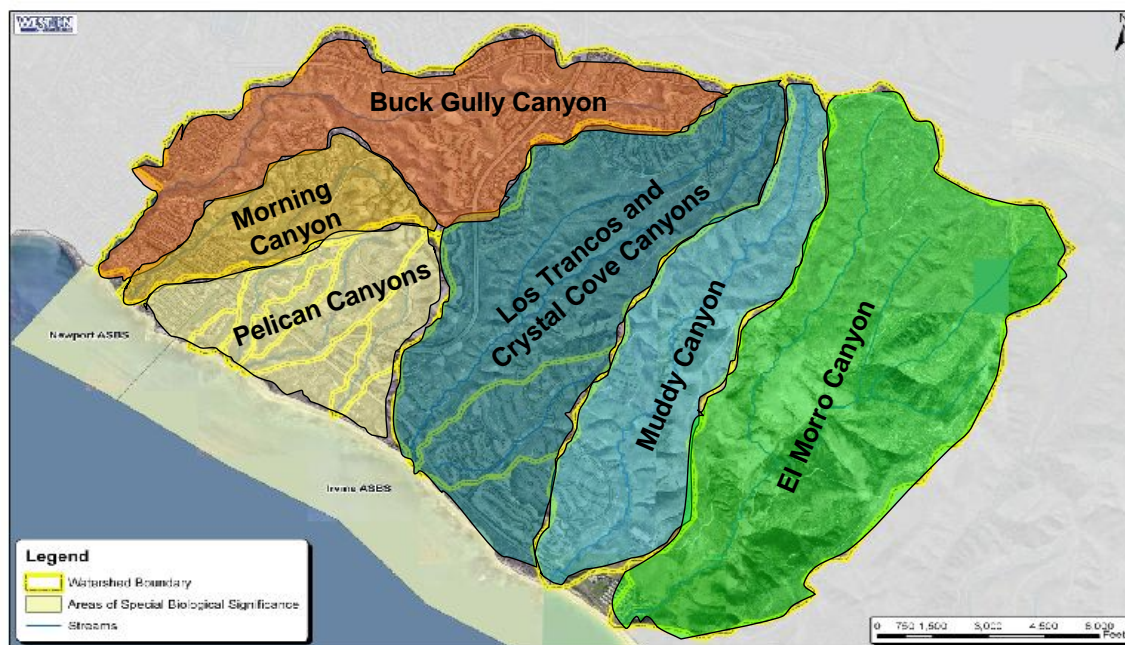 WESTON
N
Buck Gully Canyon
Morning
Canyon
Pelican Canyons
Los Trancos and
Crystal Cove Canyons
Muddy Canyon
El Morro Canyon
Newport ASBS
Irvine ASBS
Legend
Watershed Boundary
Areas of Special Biological Significance
Streams
0 750 1,500 3,000 4,500 6,000
Feet